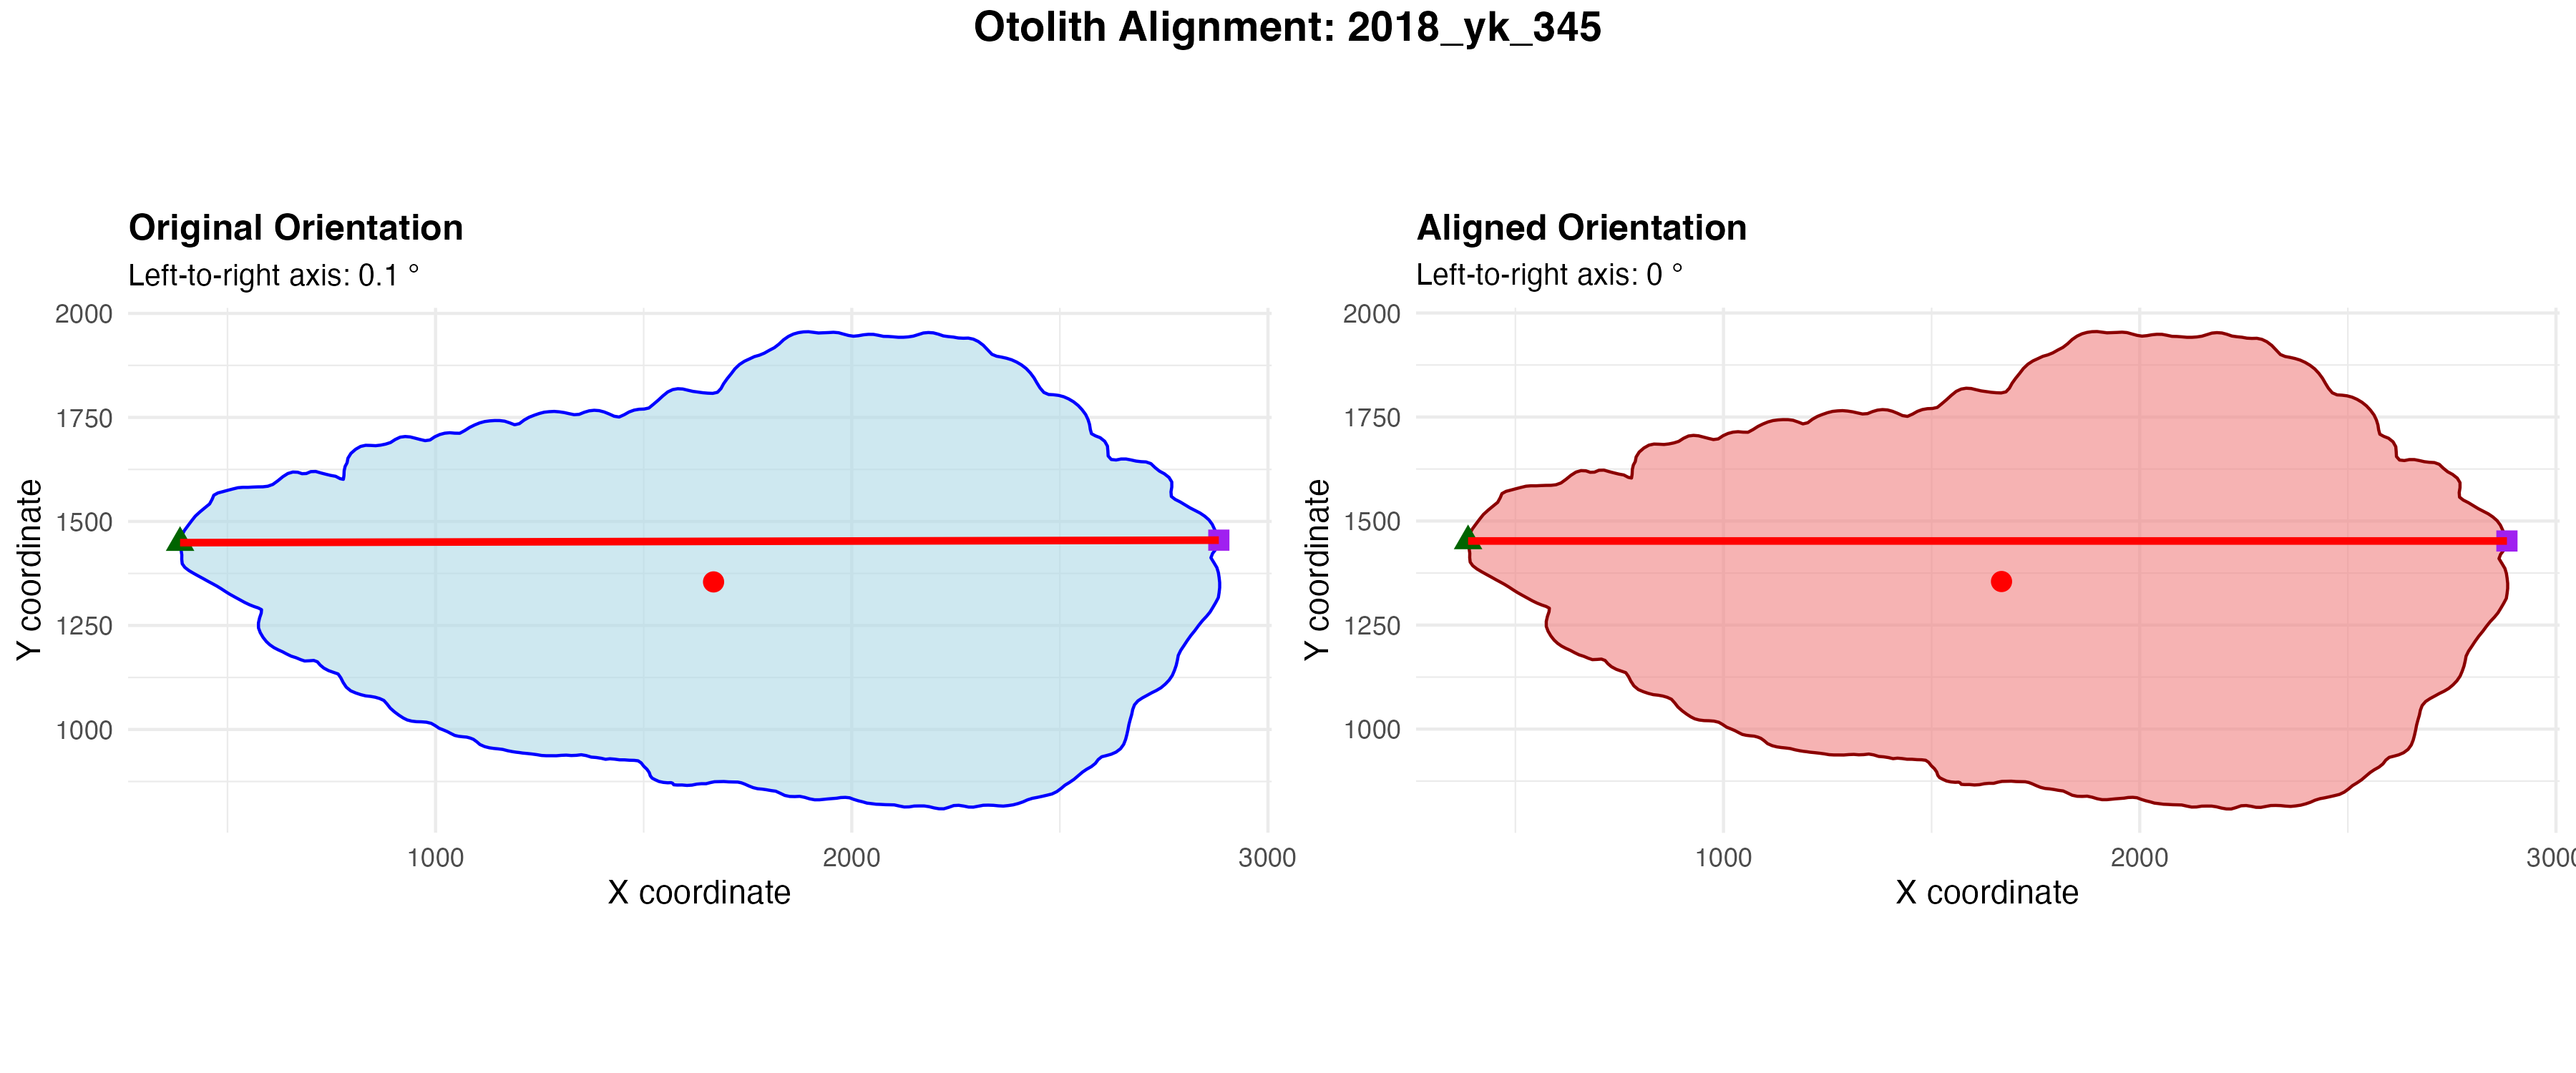 Otolith Alignment: 2018_yk_345
Original Orientation
Left-to-right axis: 0.1 °
2000
1750
1500
1250
1000
Y coordinate
1000 2000 3000
X coordinate
Aligned Orientation
Left-to-right axis: 0 °
2000
1750
1500
1250
1000
Y coordinate
1000 2000 300
X coordinate